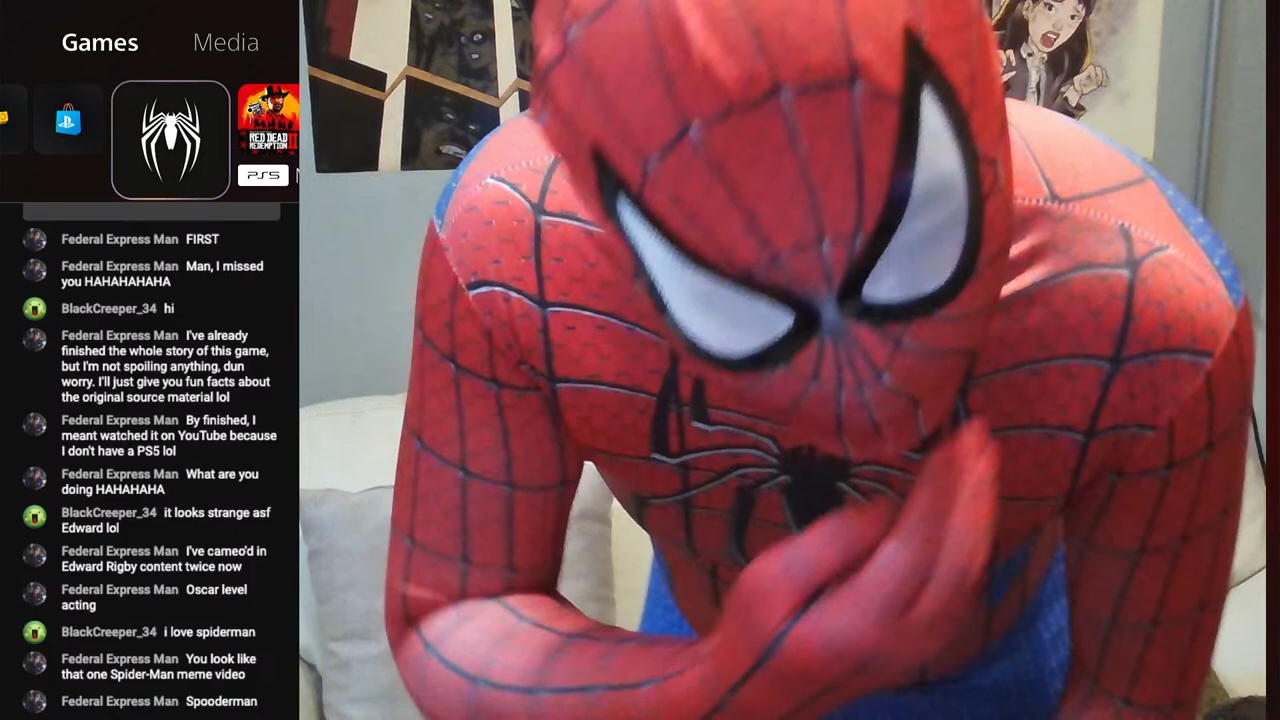 Games Media
RED DEAD
REDEMPTION II
PS5
Federal Express Man FIRST
Federal Express Man Man, I missed
you HAHAHAHAHA
BlackCreeper_34 hi
Federal Express Man I've already
finished the whole story of this game,
but I'm not spoiling anything, dun
worry. I'll just give you fun facts about
the original source material lol
Federal Express Man By finished, I
meant watched it on YouTube because
I don't have a PS5 lol
Federal Express Man What are you
doing HAHAHAHA
BlackCreeper_34 it looks strange asf
Edward lol
Federal Express Man I've cameo'd in
Edward Rigby content twice now
Federal Express Man Oscar level
acting
BlackCreeper_34 i love spiderman
Federal Express Man You look like
that one Spider-Man meme video
Federal Express Man Spooderman